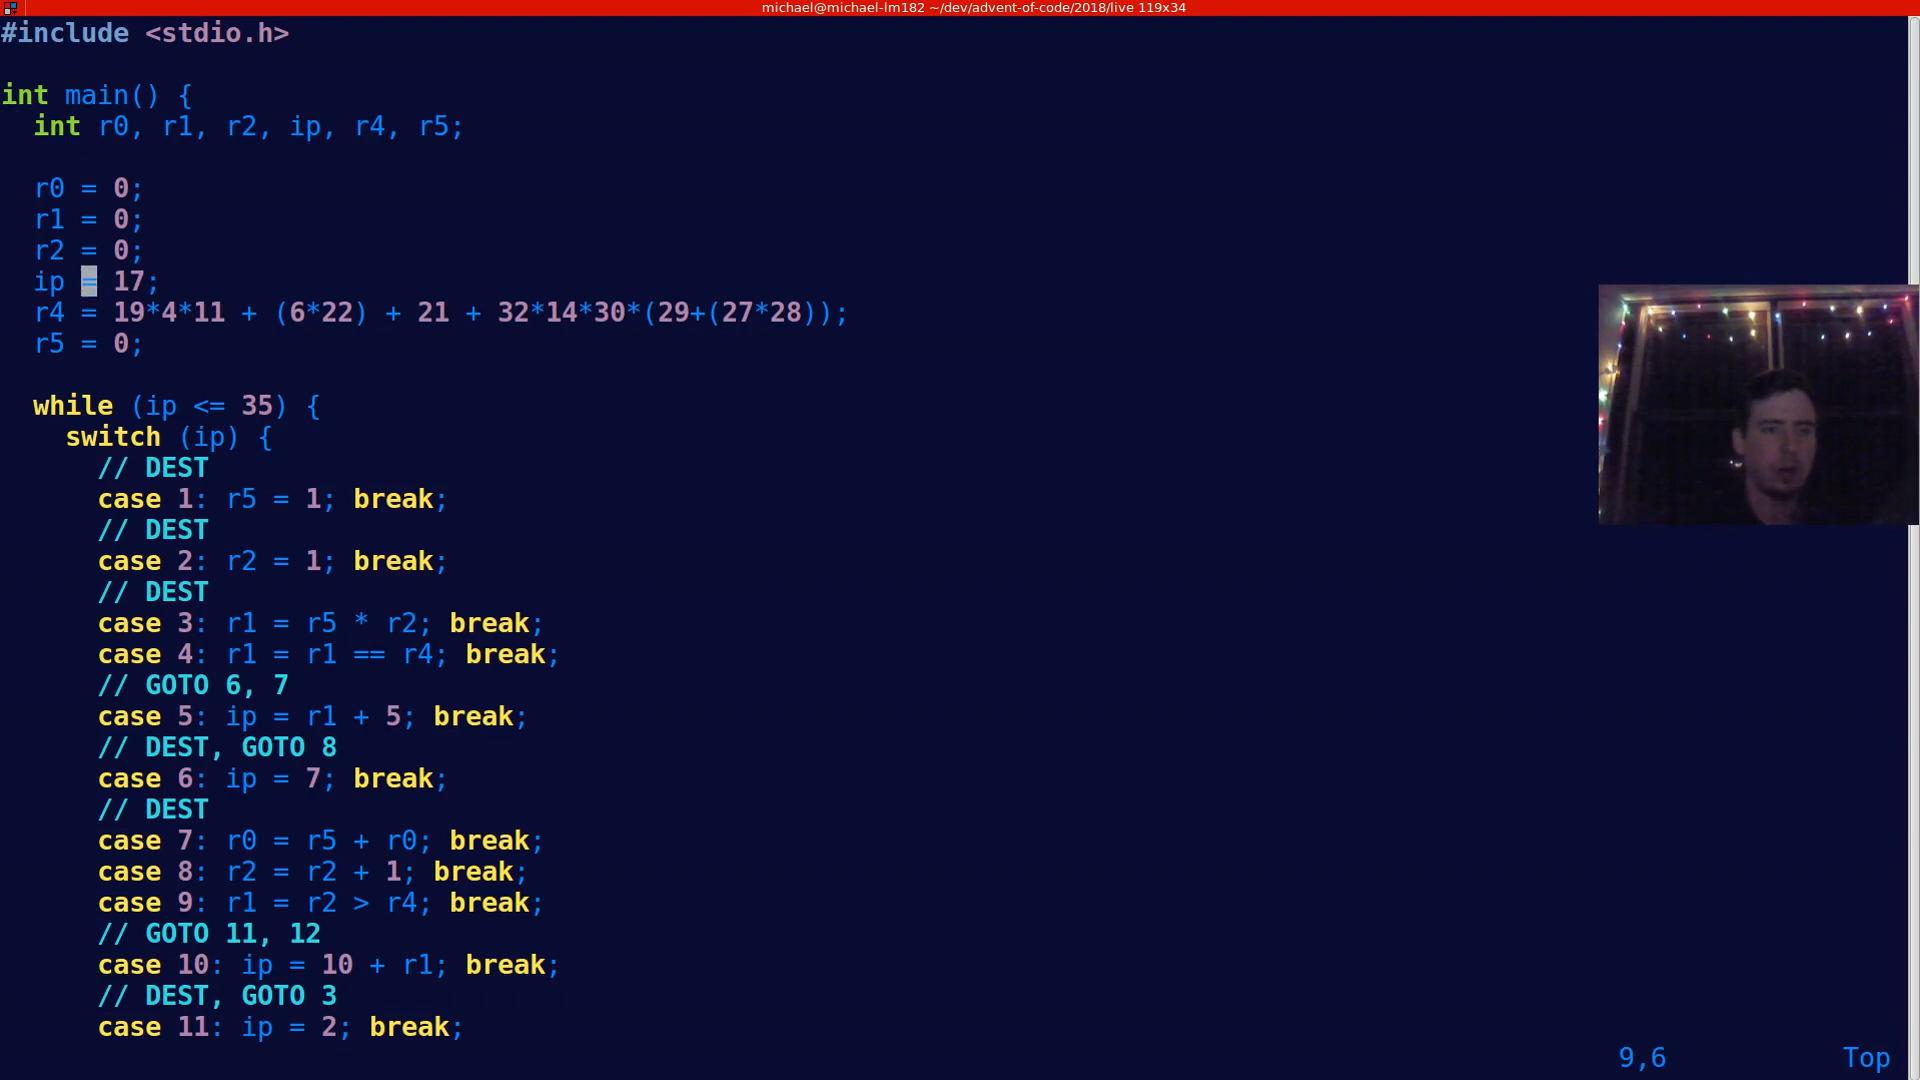 michael@michael-lm182 ~/dev/advent-of-code/2018/live 119x34
#include <stdio.h>
int main() {
  int r0, r1, r2, ip, r4, r5;
  r0 = 0;
  r1 = 0;
  r2 = 0;
  ip = 17;
  r4 = 19*4*11 + (6*22) + 21 + 32*14*30*(29+(27*28));
  r5 = 0;
  while (ip <= 35) {
    switch (ip) {
      // DEST
      case 1: r5 = 1; break;
      // DEST
      case 2: r2 = 1; break;
      // DEST
      case 3: r1 = r5 * r2; break;
      case 4: r1 = r1 == r4; break;
      // GOTO 6, 7
      case 5: ip = r1 + 5; break;
      // DEST, GOTO 8
      case 6: ip = 7; break;
      // DEST
      case 7: r0 = r5 + r0; break;
      case 8: r2 = r2 + 1; break;
      case 9: r1 = r2 > r4; break;
      // GOTO 11, 12
      case 10: ip = 10 + r1; break;
      // DEST, GOTO 3
      case 11: ip = 2; break;
9,6 Top